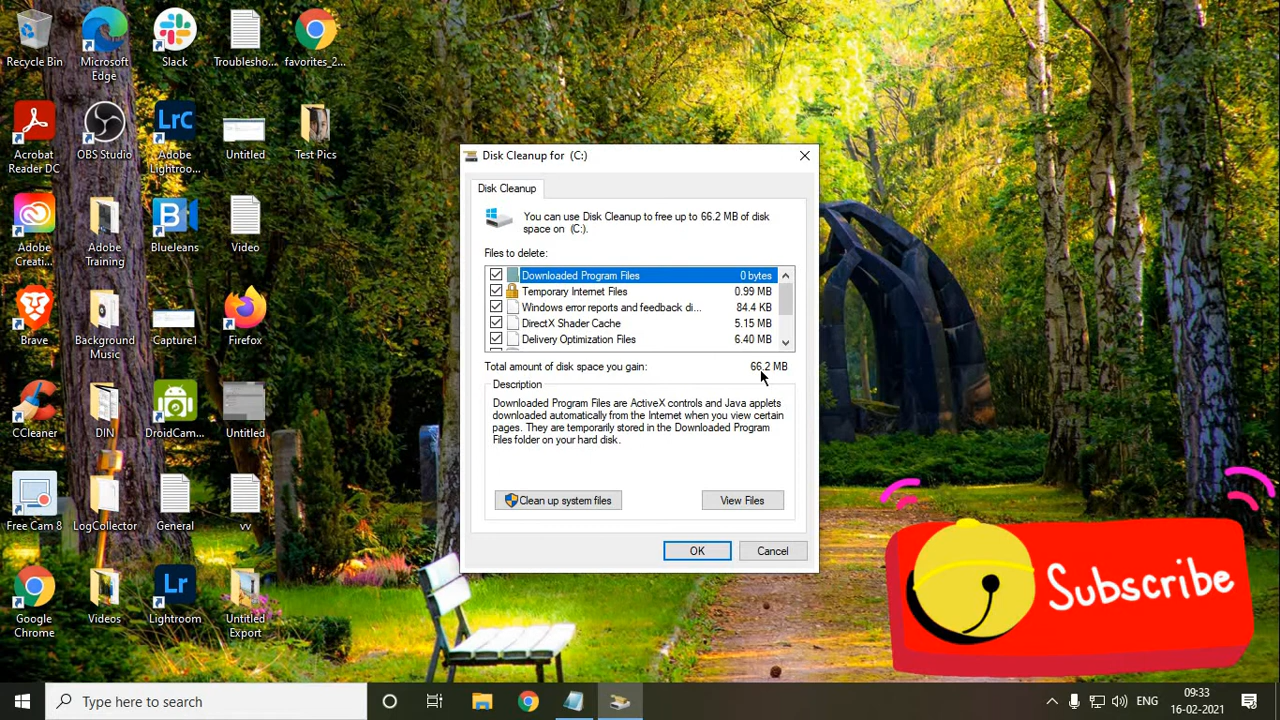 Recycle Bin
Microsoft
Edge
Slack
Troublesho...
favorites_2...
Acrobat
Reader DC
OBS Studio
Adobe
Lightroo...
Untitled
Test Pics
Adobe
Creati...
Adobe
Training
BlueJeans
Video
Brave
Background
Music
Capture1
Firefox
CCleaner
DIN
DroidCam...
Untitled
Free Cam 8
LogCollector
General
vv
Google
Chrome
Videos
Lightroom
Untitled
Export
Lrc
Lr
Disk Cleanup for (C:)
Disk Cleanup
You can use Disk Cleanup to free up to 66.2 MB of disk
space on (C:).
Files to delete:
Downloaded Program Files 0 bytes
Temporary Internet Files 0.99 MB
Windows error reports and feedback di... 84.4 KB
DirectX Shader Cache 5.15 MB
Delivery Optimization Files 6.40 MB
Total amount of disk space you gain: 66.2 MB
Description
Downloaded Program Files are ActiveX controls and Java applets
downloaded automatically from the Internet when you view certain
pages. They are temporarily stored in the Downloaded Program
Files folder on your hard disk.
Clean up system files
View Files
OK
Cancel
Subscribe
Type here to search
ENG
09:33
16-02-2021